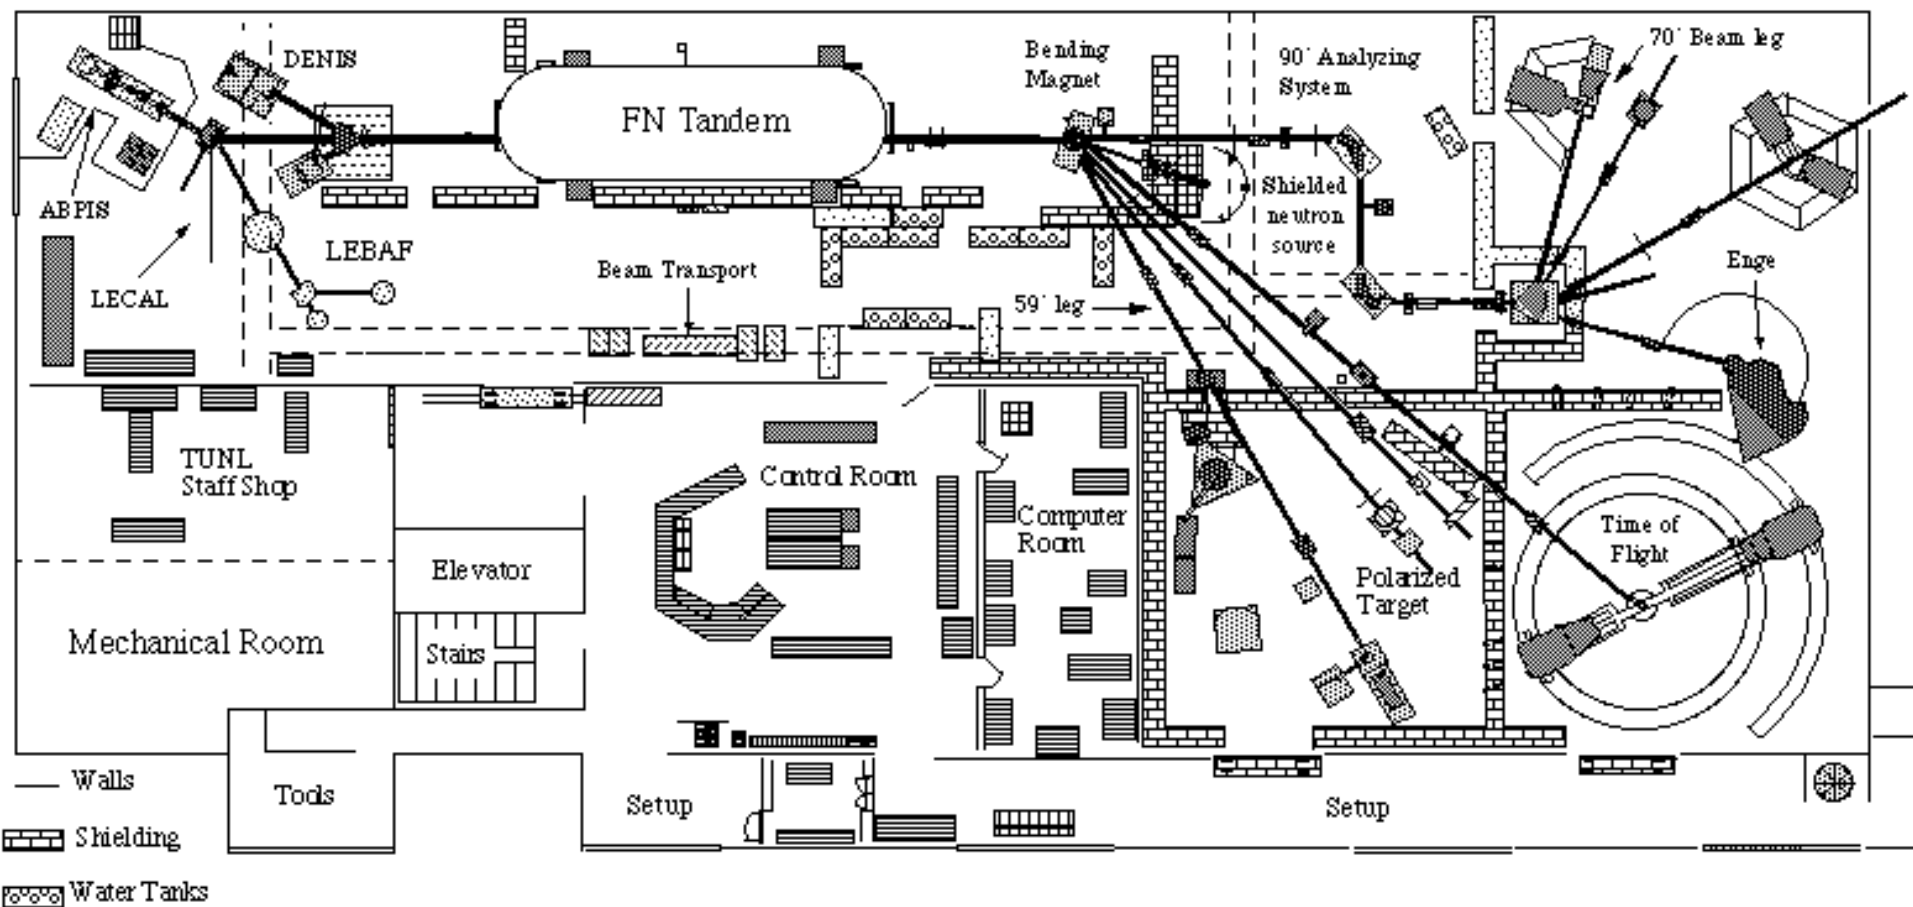 DENIS
FN Tandem
Bending
Magnet
90° Analyzing
System
70° Beam leg
ABPIS
LEBAF
LECAL
Beam Transport
Shielded
neutron
source
59° leg
Enge
TUNL
Staff Shop
Control Room
Computer
Room
Time of
Flight
Elevator
Polarized
Target
Mechanical Room
Stairs
Walls
Tools
Setup
Setup
Shielding
Water Tanks